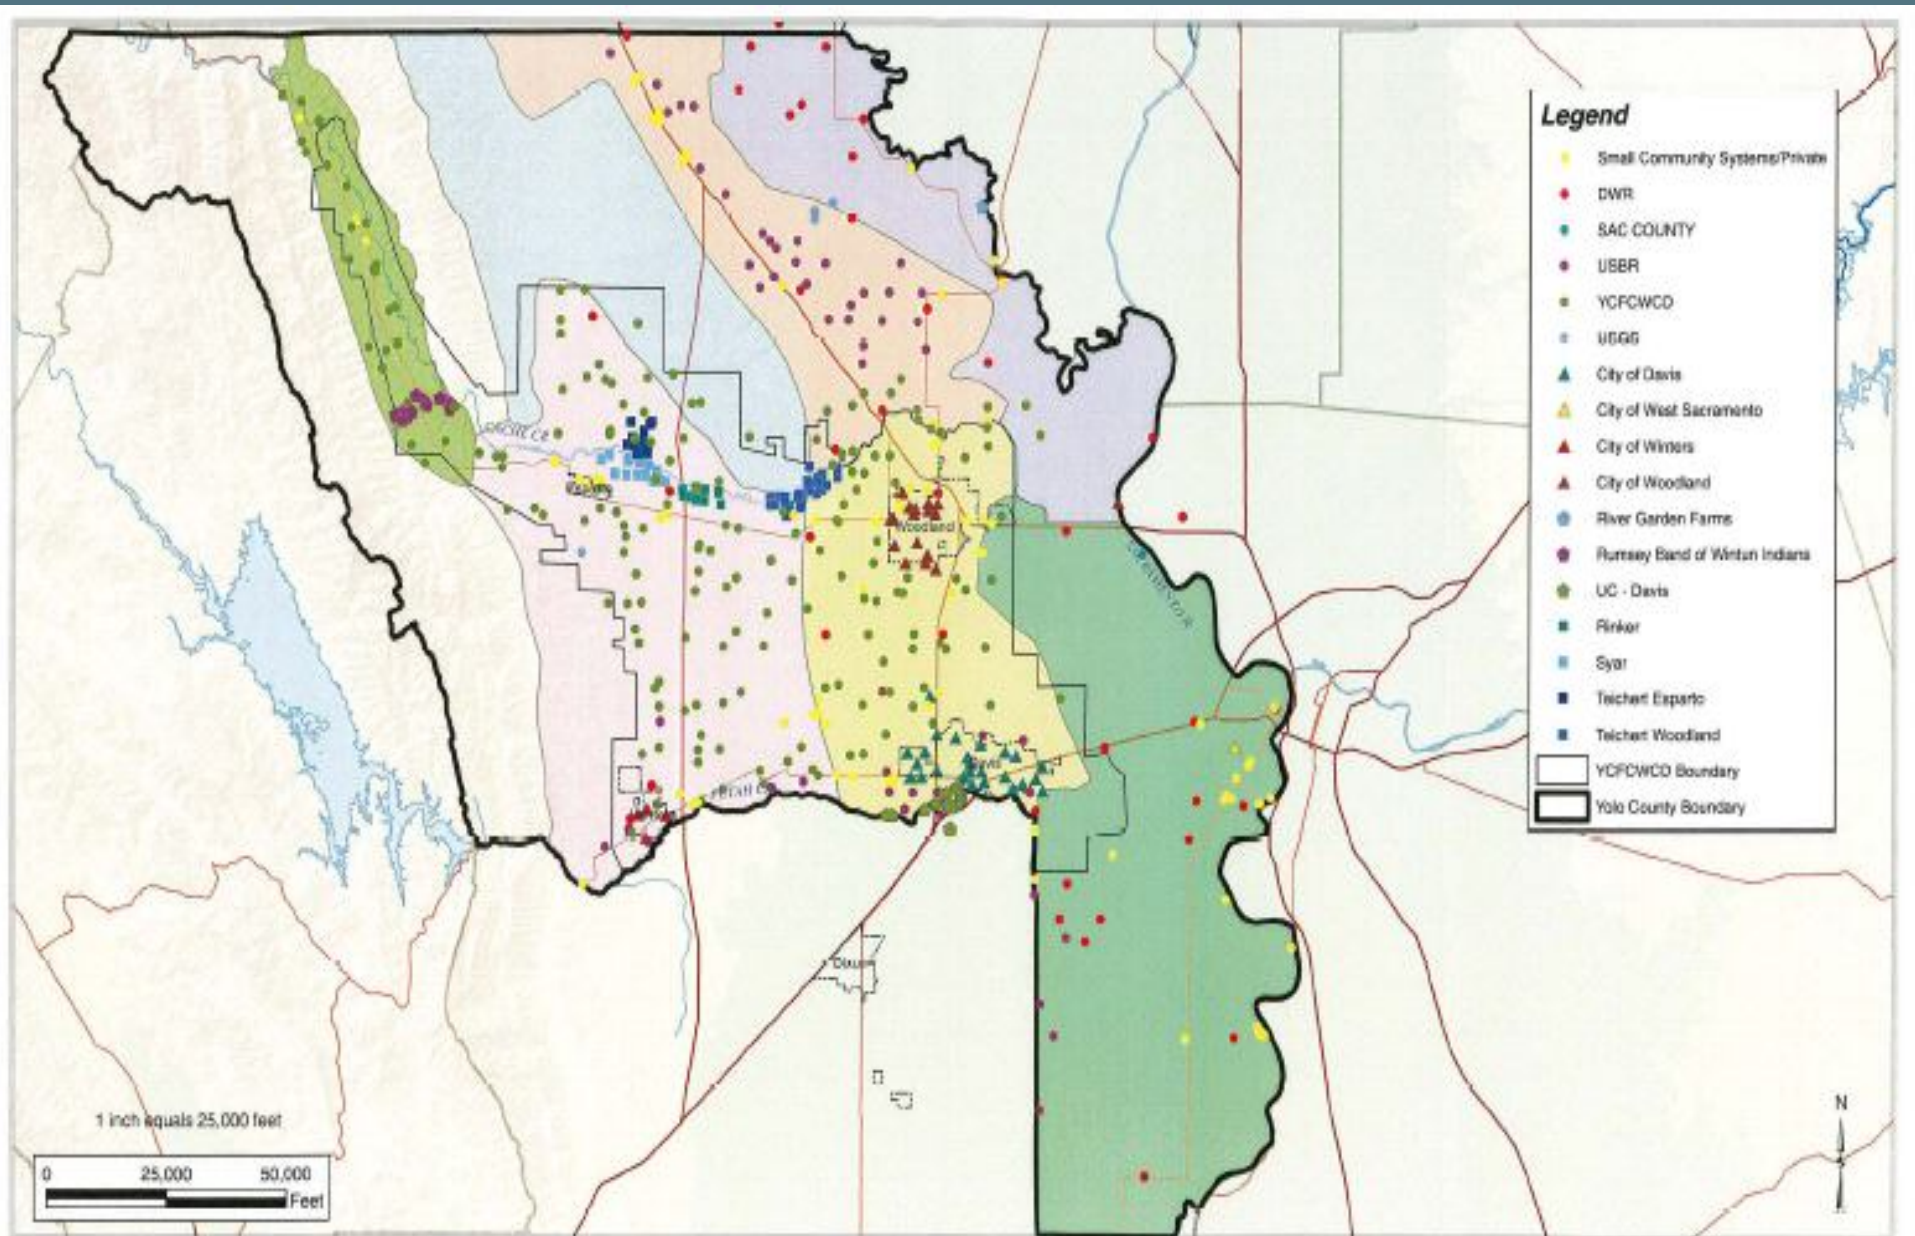 Legend
Small Community Systems/Private
DWR
SAC COUNTY
USBR
YCFCWCD
USGS
City of Davis
City of West Sacramento
City of Winters
City of Woodland
River Garden Farms
Rumsey Band of Wintun Indians
UC - Davis
Rinker
Syar
Teichert Esparto
Teichert Woodland
YCFCWCD Boundary
Yolo County Boundary
CACHE CR
Woodland
Davis
PUTAH
Dixon
1 inch equals 25,000 feet
0 25,000 50,000
Feet
N